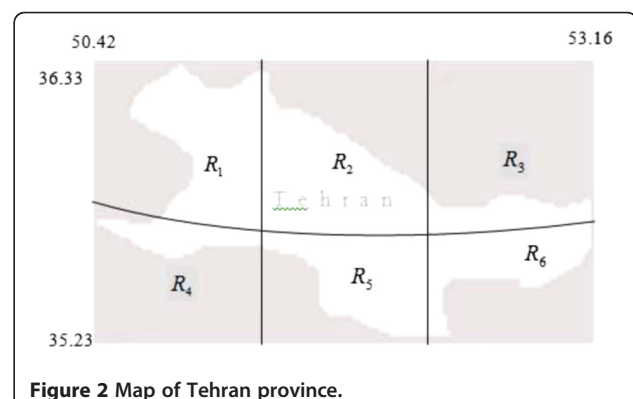 50.42
53.16
36.33
R1
R2
R3
Tehran
R4
R5
R6
35.23
Figure 2 Map of Tehran province.